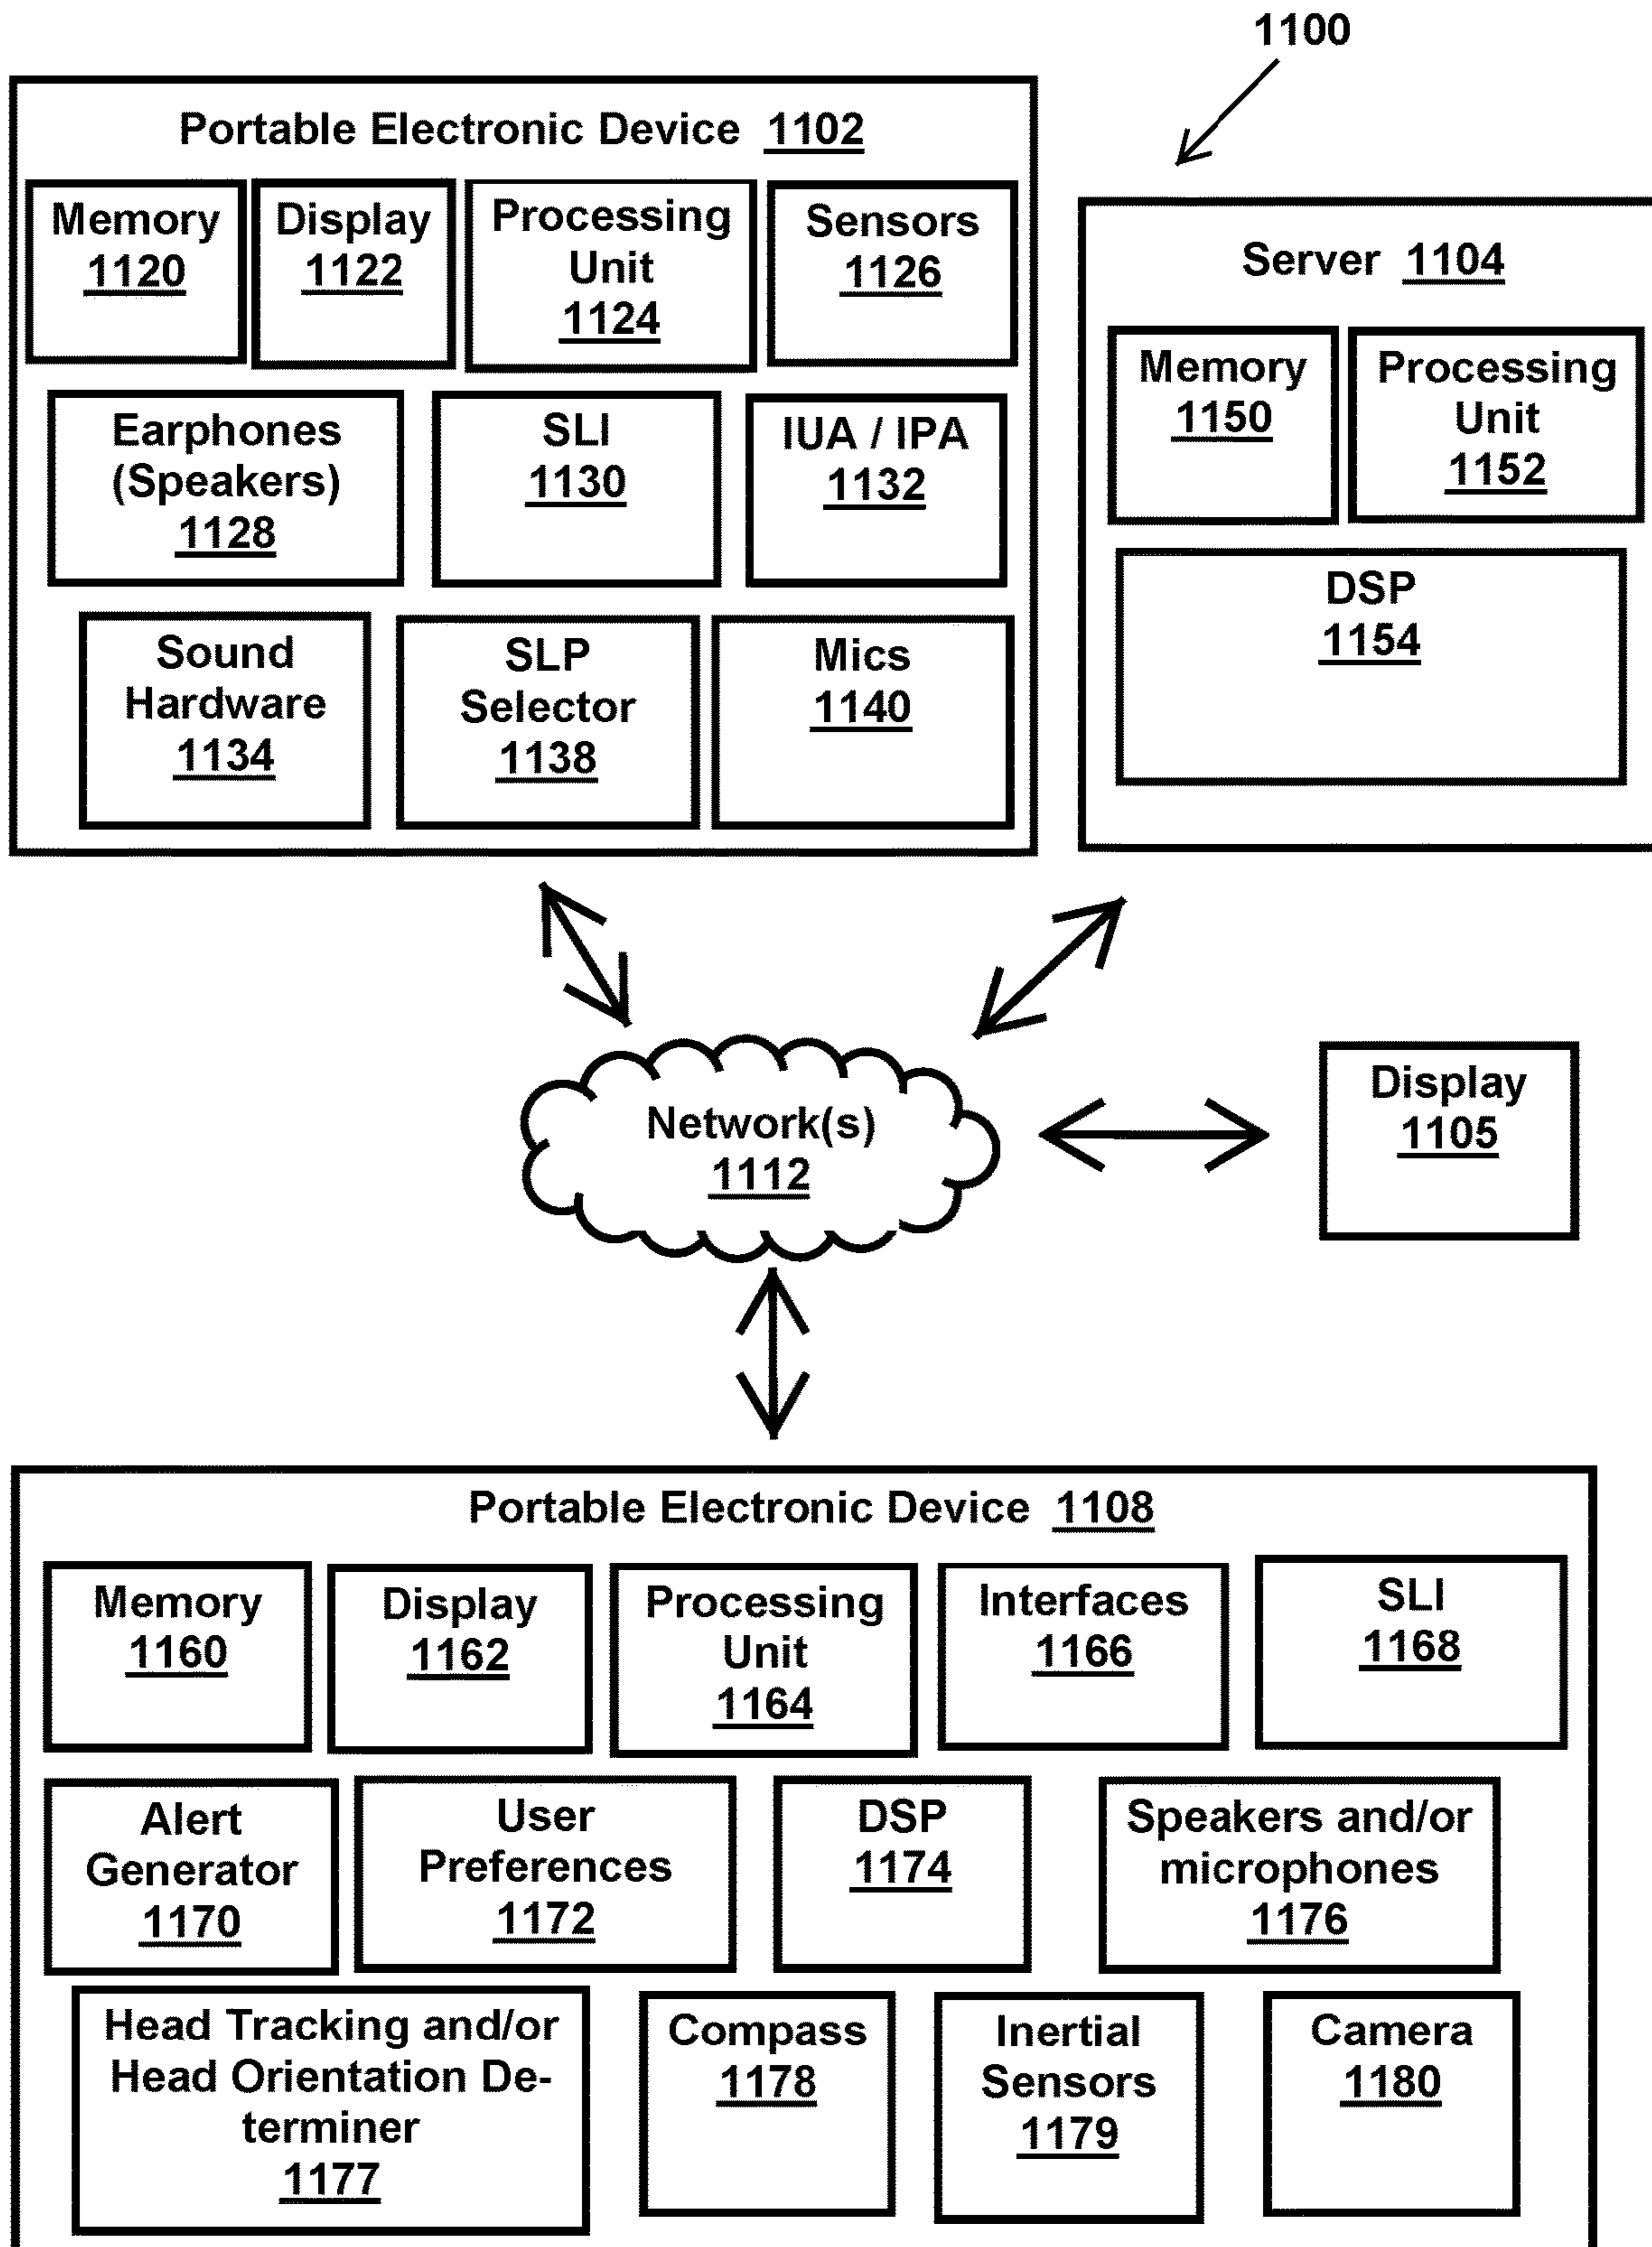 1100
Portable Electronic Device 1102
Memory
1120
Display
1122
Processing
Unit
1124
Sensors
1126
Earphones
(Speakers)
1128
SLI
1130
IUA / IPA
1132
Sound
Hardware
1134
SLP
Selector
1138
Mics
1140
Server 1104
Memory
1150
Processing
Unit
1152
DSP
1154
Network(s)
1112
Display
1105
Portable Electronic Device 1108
Memory
1160
Display
1162
Processing
Unit
1164
Interfaces
1166
SLI
1168
Alert
Generator
1170
User
Preferences
1172
DSP
1174
Speakers and/or
microphones
1176
Head Tracking and/or
Head Orientation De-
terminer
1177
Compass
1178
Inertial
Sensors
1179
Camera
1180